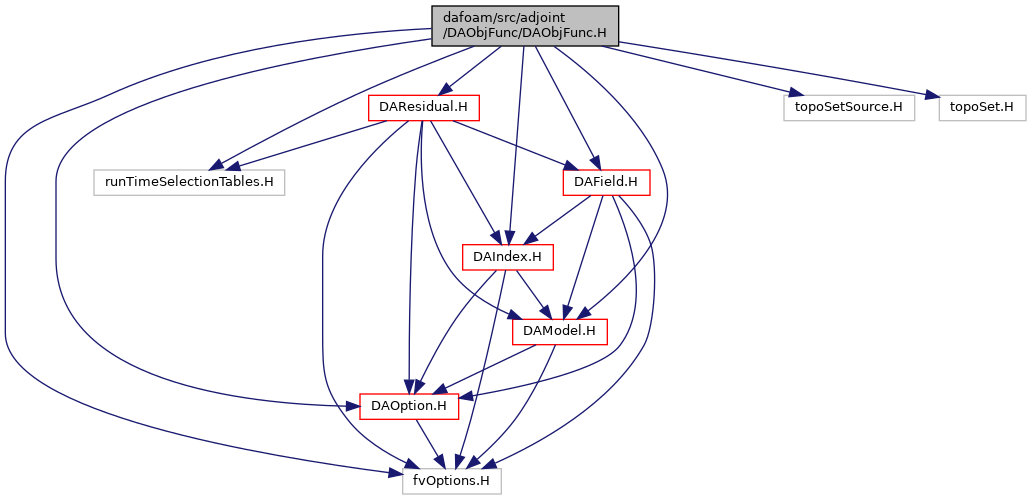 dafoam/src/adjoint
/DAObjFunc/DAObjFunc.H
DAResidual.H
topoSetSource.H
topoSet.H
runTimeSelectionTables.H
DAField.H
DAIndex.H
DAModel.H
DAOption.H
fvOptions.H